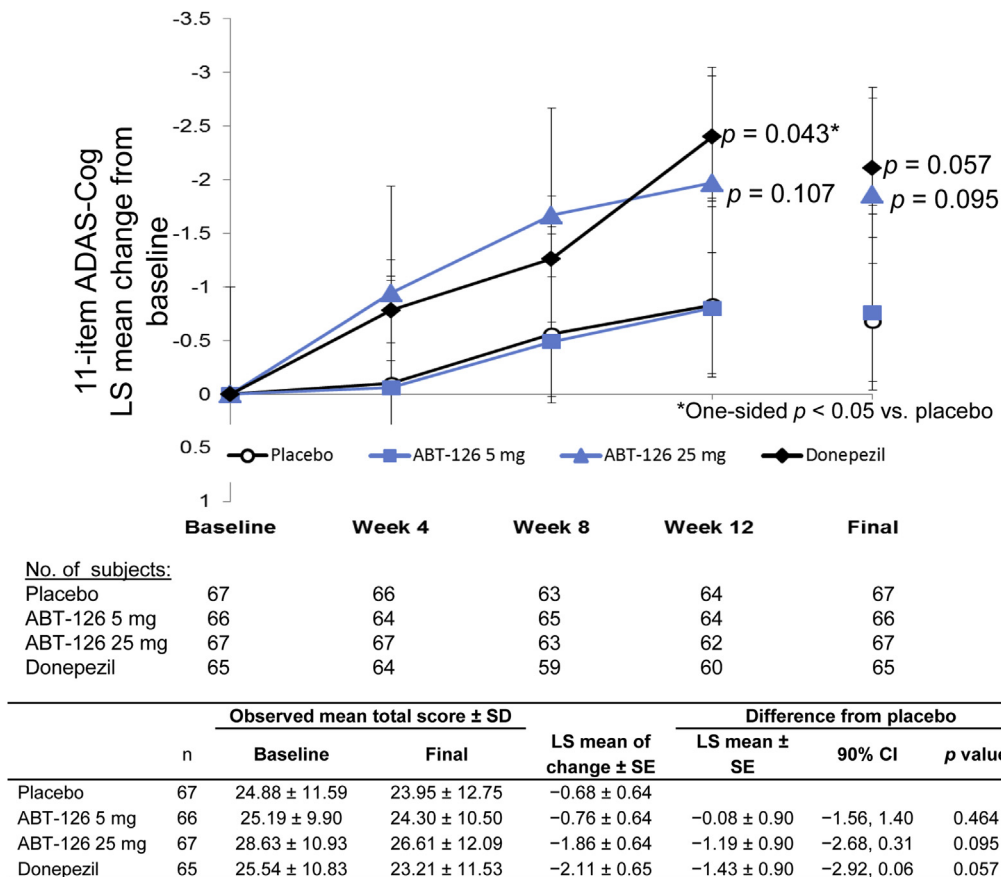 -3.5
-3
-2.5
-2
-1.5
-1
-0.5
0
0.5
1
11-item ADAS-Cog
LS mean change from
baseline
p = 0.043*
p = 0.107
p = 0.057
p = 0.095
*One-sided p < 0.05 vs. placebo
Placebo ABT-126 5 mg ABT-126 25 mg Donepezil
Baseline Week 4 Week 8 Week 12 Final
No. of subjects:
Placebo 67 66 63 64 67
ABT-126 5 mg 66 64 65 64 66
ABT-126 25 mg 67 67 63 62 67
Donepezil 65 64 59 60 65
Observed mean total score ± SD Difference from placebo
n Baseline Final LS mean of change ± SE LS mean ± SE 90% CI p value
Placebo 67 24.88 ± 11.59 23.95 ± 12.75 −0.68 ± 0.64
ABT-126 5 mg 66 25.19 ± 9.90 24.30 ± 10.50 −0.76 ± 0.64 −0.08 ± 0.90 −1.56, 1.40 0.464
ABT-126 25 mg 67 28.63 ± 10.93 26.61 ± 12.09 −1.86 ± 0.64 −1.19 ± 0.90 −2.68, 0.31 0.095
Donepezil 65 25.54 ± 10.83 23.21 ± 11.53 −2.11 ± 0.65 −1.43 ± 0.90 −2.92, 0.06 0.057